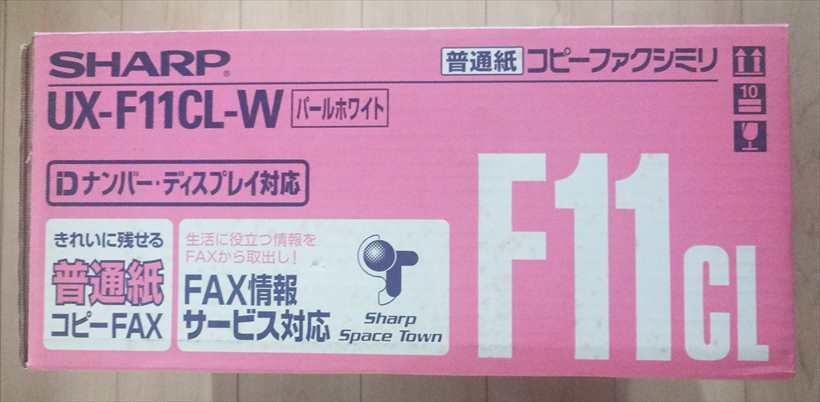 SHARP®
普通紙 コピーファクシミリ
UX-F11CL-W パールホワイト
10
iD ナンバー・ディスプレイ対応
きれいに残せる
普通紙
コピーFAX
生活に役立つ情報を
FAXから取出し!
FAX情報
サービス対応
Sharp
Space Town
F11CL